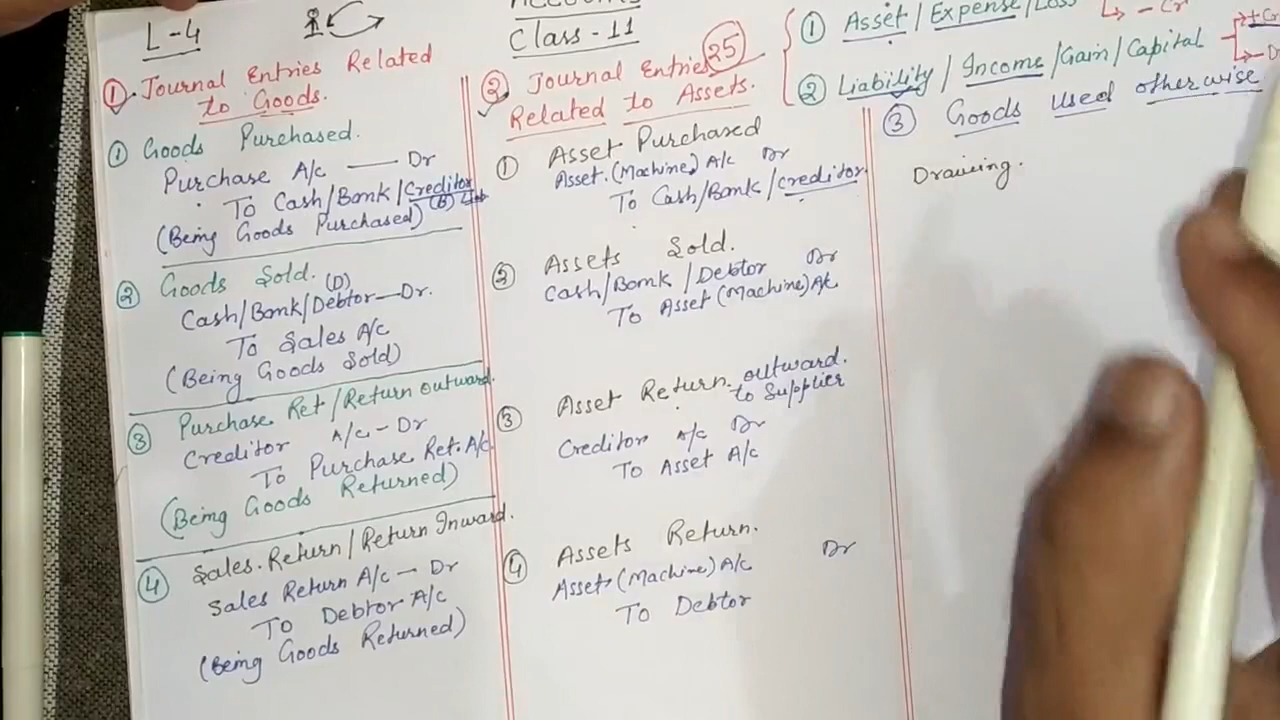 L-4
Class-11
① Journal Entries Related
to Goods.
① Goods Purchased.
Purchase A/c — Dr
To Cash/Bank/Creditor
(Being Goods Purchased)
② Goods Sold.
(D)
Cash/Bank/Debtor—Dr.
To Sales A/c
(Being Goods Sold)
③ Purchase Ret/Return outward.
Creditor A/c - Dr
To Purchase Ret. A/c
(Being Goods Returned)
④ Sales Return/Return Inward.
Sales Return A/c — Dr
To Debtor A/c
(Being Goods Returned)
② Journal Entries 25
Related to Assets.
① Asset Purchased
Asset (Machine) A/c Dr
To Cash/Bank/creditor.
② Assets Sold.
Cash/Bank/Debtor Dr
To Asset (Machine) A/c
③ Asset Return outward.
to Supplier
Creditor A/c Dr
To Asset A/c
④ Assets Return.
Asset (Machine) A/c Dr
To Debtor
① Asset/Expense/Loss
↳ - Cr
② Liability/Income/Gain/Capital
③ Goods Used otherwise
Drawing.